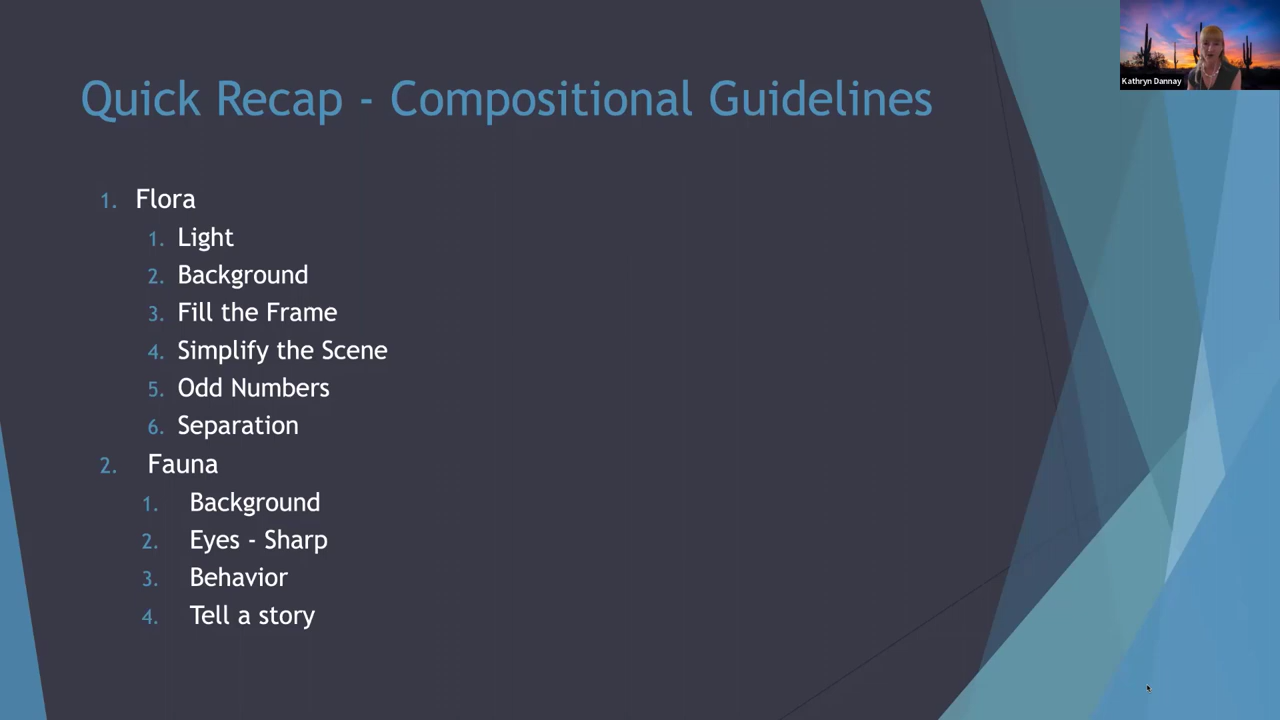 Quick Recap - Compositional Guidelines
Kathryn Dannay
1. Flora
1. Light
2. Background
3. Fill the Frame
4. Simplify the Scene
5. Odd Numbers
6. Separation
2. Fauna
1. Background
2. Eyes - Sharp
3. Behavior
4. Tell a story